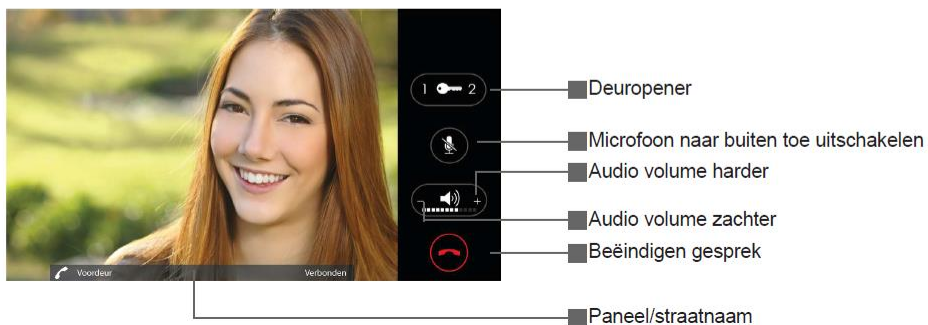 1 2
Deuropener
Microfoon naar buiten toe uitschakelen
Audio volume harder
- +
Audio volume zachter
Beëindigen gesprek
Voordeur Verbonden
Paneel/straatnaam